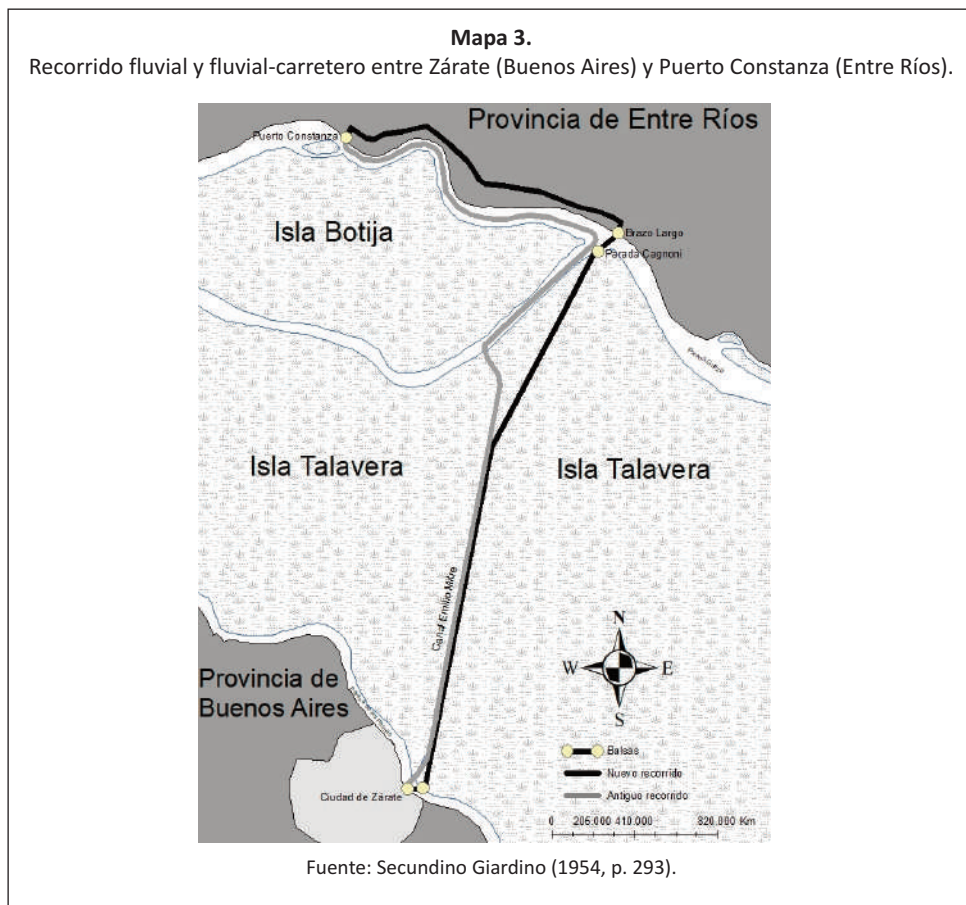 Mapa 3.
Recorrido fluvial y fluvial-carretero entre Zárate (Buenos Aires) y Puerto Constanza (Entre Ríos).
Provincia de Entre Ríos
Puerto Constanza
Isla Botija
Brazo Largo
Parada Cagnoni
Isla Talavera
Isla Talavera
Canal Emilio Mitre
N
W
E
S
Provincia de
Buenos Aires
Balsas
Nuevo recorrido
Ciudad de Zárate
Antiguo recorrido
0 205.000 410.000 820.000 Km
Fuente: Secundino Giardino (1954, p. 293).